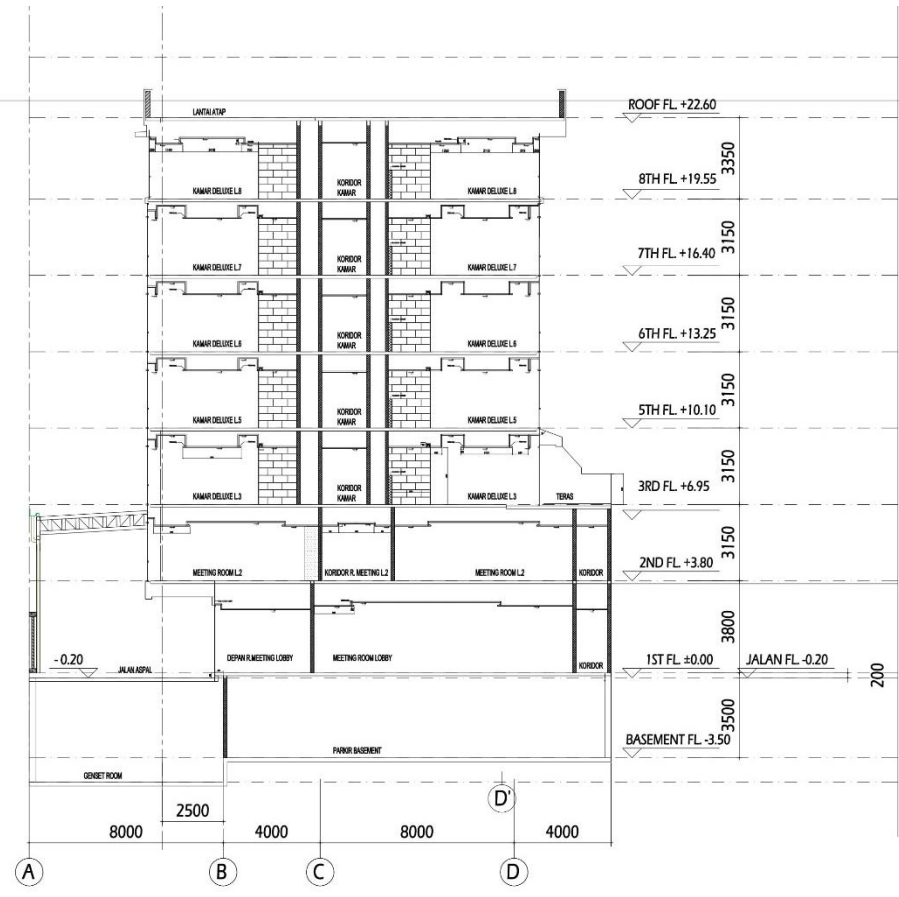 ROOF FL. +22.60
LANTAI ATAP
3350
8TH FL. +19.55
KAMAR DELUXE L.8
KORIDOR
KAMAR
KAMAR DELUXE L.8
3150
7TH FL. +16.40
KAMAR DELUXE L.7
KORIDOR
KAMAR
KAMAR DELUXE L.7
3150
6TH FL. +13.25
KAMAR DELUXE L.6
KORIDOR
KAMAR
KAMAR DELUXE L.6
3150
5TH FL. +10.10
KAMAR DELUXE L.5
KORIDOR
KAMAR
KAMAR DELUXE L.5
3150
3RD FL. +6.95
KAMAR DELUXE L.3
KORIDOR
KAMAR
KAMAR DELUXE L.3
TERAS
3150
2ND FL. +3.80
MEETING ROOM L.2
KORIDOR R. MEETING L.2
MEETING ROOM L.2
KORIDOR
3800
- 0.20
JALAN ASPAL
DEPAN R.MEETING LOBBY
MEETING ROOM LOBBY
KORIDOR
1ST FL. ±0.00
JALAN FL. -0.20
200
3500
BASEMENT FL. -3.50
PARKIR BASEMENT
GENSET ROOM
D'
2500
8000
4000
8000
4000
A
B
C
D